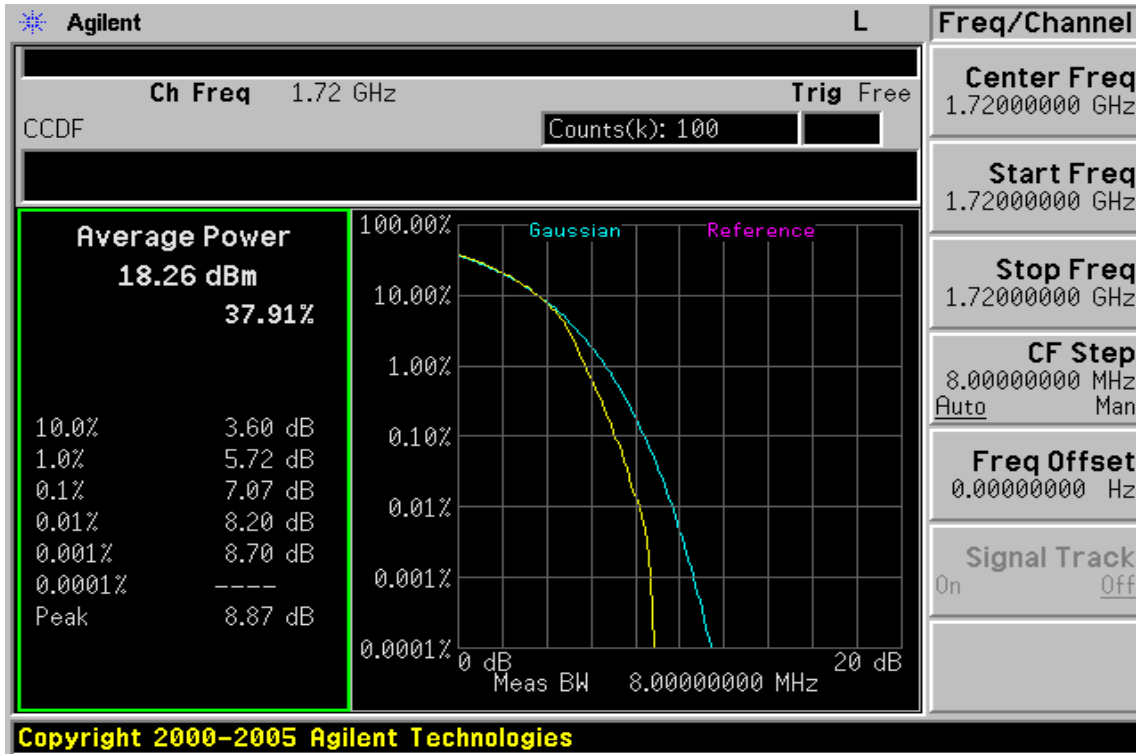 Agilent L Freq/Channel
Ch Freq 1.72 GHz Trig Free
CCDF Counts(k): 100
Average Power
18.26 dBm
37.91%
10.0% 3.60 dB
1.0% 5.72 dB
0.1% 7.07 dB
0.01% 8.20 dB
0.001% 8.70 dB
0.0001% ----
Peak 8.87 dB
100.00% Gaussian Reference
10.00%
1.00%
0.10%
0.01%
0.001%
0.0001%
0 dB 20 dB
Meas BW 8.00000000 MHz
Center Freq
1.72000000 GHz
Start Freq
1.72000000 GHz
Stop Freq
1.72000000 GHz
CF Step
8.00000000 MHz
Auto Man
Freq Offset
0.00000000 Hz
Signal Track
On Off
Copyright 2000-2005 Agilent Technologies